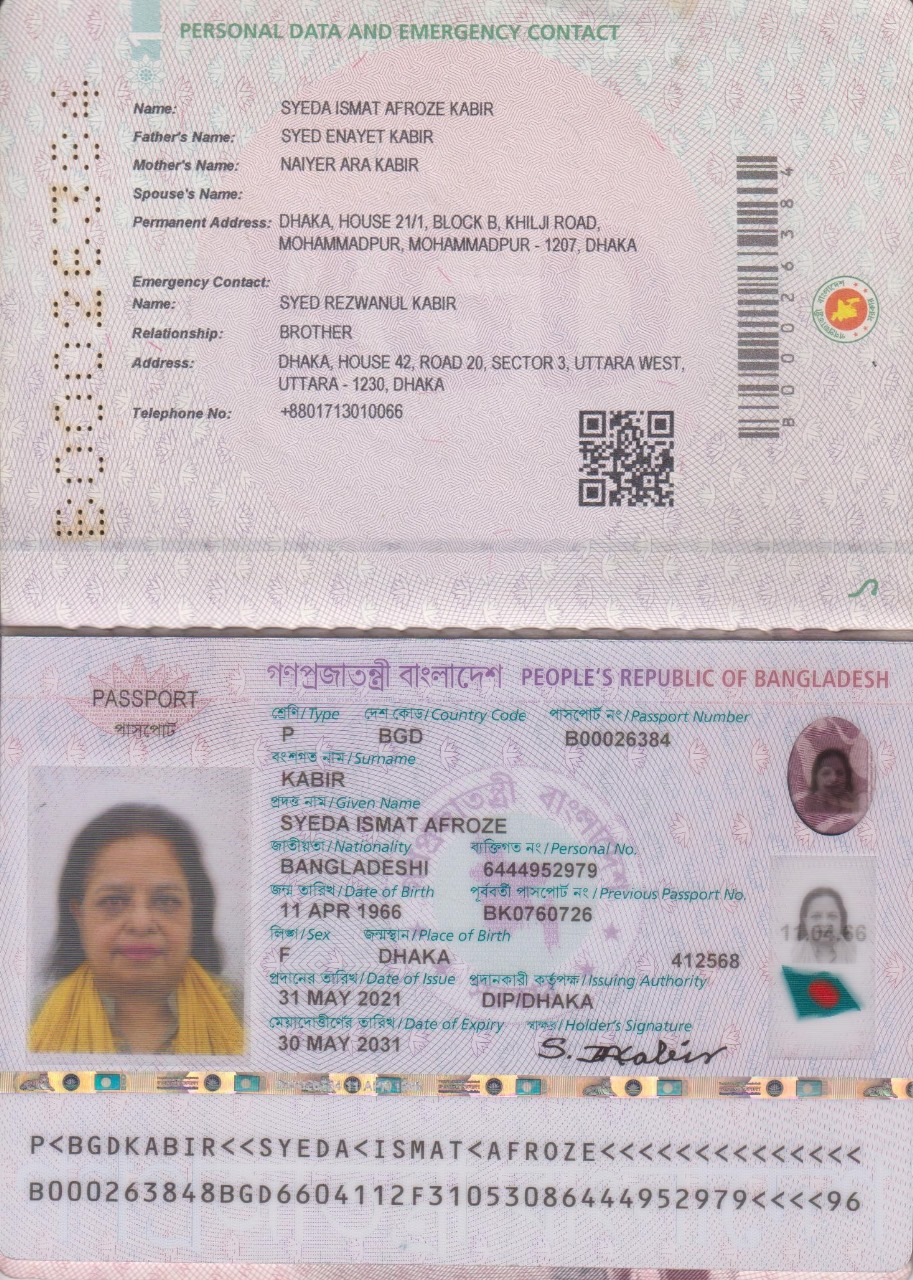 PERSONAL DATA AND EMERGENCY CONTACT
Name: SYEDA ISMAT AFROZE KABIR
Father's Name: SYED ENAYET KABIR
Mother's Name: NAIYER ARA KABIR
Spouse's Name:
Permanent Address: DHAKA, HOUSE 21/1, BLOCK B, KHILJI ROAD,
MOHAMMADPUR, MOHAMMADPUR - 1207, DHAKA
Emergency Contact:
Name: SYED REZWANUL KABIR
Relationship: BROTHER
Address: DHAKA, HOUSE 42, ROAD 20, SECTOR 3, UTTARA WEST,
UTTARA - 1230, DHAKA
Telephone No: +8801713010066
B00026384
গণপ্রজাতন্ত্রী বাংলাদেশ PEOPLE'S REPUBLIC OF BANGLADESH
PASSPORT
পাসপোর্ট
শ্রেণি/Type দেশ কোড/Country Code পাসপোর্ট নং/Passport Number
P BGD B00026384
বংশগত নাম/Surname
KABIR
প্রদত্ত নাম/Given Name
SYEDA ISMAT AFROZE
জাতীয়তা/Nationality ব্যক্তিগত নং/Personal No.
BANGLADESHI 6444952979
জন্ম তারিখ/Date of Birth পূর্ববর্তী পাসপোর্ট নং/Previous Passport No.
11 APR 1966 BK0760726
লিঙ্গ/Sex জন্মস্থান/Place of Birth
F DHAKA 412568
প্রদানের তারিখ/Date of Issue প্রদানকারী কর্তৃপক্ষ/Issuing Authority
31 MAY 2021 DIP/DHAKA
মেয়াদোত্তীর্ণের তারিখ/Date of Expiry স্বাক্ষর/Holder's Signature
30 MAY 2031 S. I Kabir
11.04.66
P<BGDKABIR<<SYEDA<ISMAT<AFROZE<<<<<<<<<<<<<<
B000263848BGD6604112F31053086444952979<<<<96